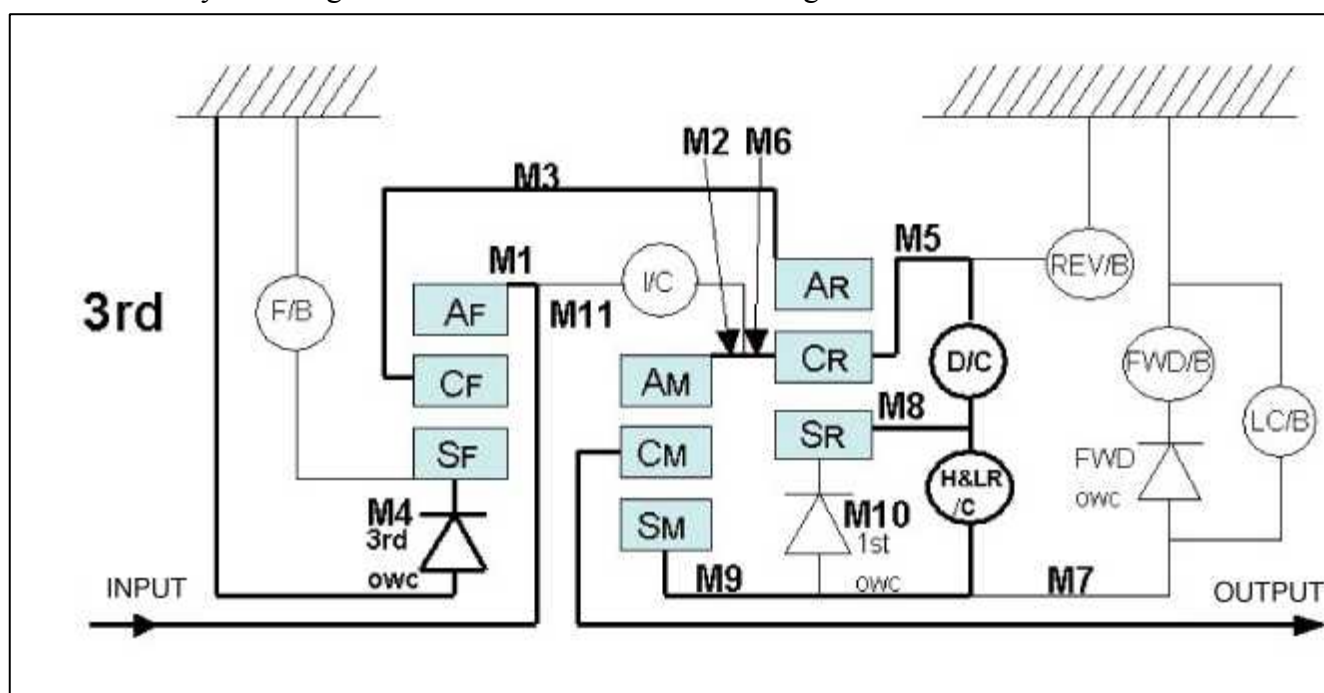 M2 M6
M3
M5
M1
I/C
REV/B
AR
3rd
F/B
AF
M11
CR
D/C
FWD/B
AM
CF
M8
LC/B
SR
CM
SF
FWD
owc
H&LR
/C
M4
3rd
owc
SM
M10
1st
owc
INPUT
M9
M7
OUTPUT